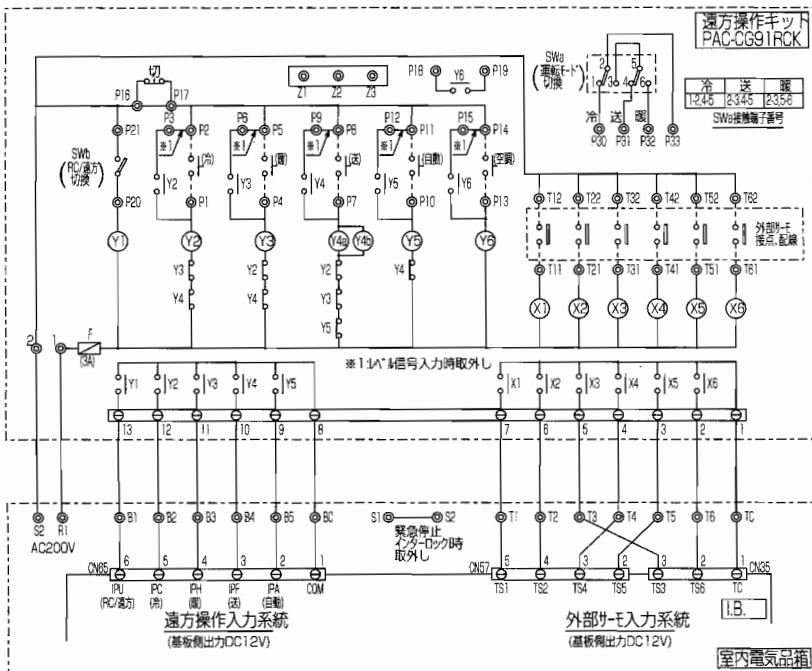 遠方操作キット
PAC-CG91RCK
切
P16 P17
Z1 Z2 Z3
P18 Y6 P19
SWa
(運転モード切換)
2 5
1 3 4 6
冷 送 暖
P30 P31 P32 P33
冷 送 暖
1-2,4-5 2-3,4-5 2-3,5-6
SWa接触端子番号
P3 P6 P9 P12 P15
P21 P2 P5 P8 P11 P14
※1 ※1 ※1 ※1 ※1
SWb
(RC/遠方切換)
(冷) (暖) (送) (自動) (空調)
Y2 Y3 Y4 Y5 Y6
P20 P1 P4 P7 P10 P13
Y1 Y2 Y3 Y4a Y4b Y5 Y6
Y3 Y2 Y2 Y4
Y4 Y4 Y3
Y5
T12 T22 T32 T42 T52 T62
外部サーモ
接点、配線
T11 T21 T31 T41 T51 T61
X1 X2 X3 X4 X5 X6
2 1 F
(3A)
※1:レベル信号入力時取外し
Y1 Y2 Y3 Y4 Y5
X1 X2 X3 X4 X5 X6
13 12 11 10 9 8
7 6 5 4 3 2 1
S2 R1
AC200V
B1 B2 B3 B4 B5 BC
S1 S2
緊急停止
インターロック時
取外し
T1 T2 T3 T4 T5 T6 TC
CN65 6 5 4 3 2 1
IPU IPC IPH IPF IPA COM
(RC/遠方) (冷) (暖) (送) (自動)
遠方操作入力系統
(基板側出力DC12V)
CN57 5 4 3 2 3 2 1 CN35
TS1 TS2 TS4 TS5 TS3 TS6 TC
外部サーモ入力系統
(基板側出力DC12V)
I.B.
室内電気品箱